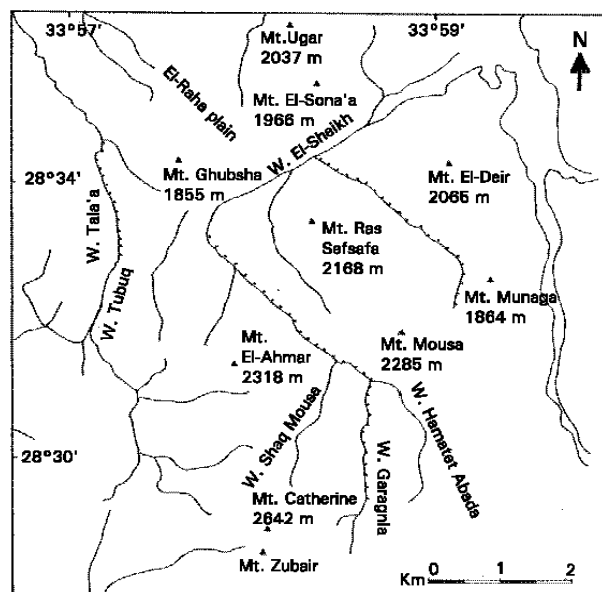 33°57'
33°59'
Mt.Ugar
2037 m
N
El-Raha plain
Mt. El-Sona'a
1966 m
W. El-Sheikh
28°34'
Mt. Ghubsha
1855 m
Mt. El-Deir
2065 m
W. Tala'a
Mt. Ras
Sefsafa
2168 m
W. Tubuq
Mt. Munaga
1864 m
Mt.
El-Ahmar
2318 m
Mt. Mousa
2285 m
W. Shaq Mousa
W. Hamatet Abada
28°30'
W. Garagnia
Mt. Catherine
2642 m
Mt. Zubair
0 1 2
Km